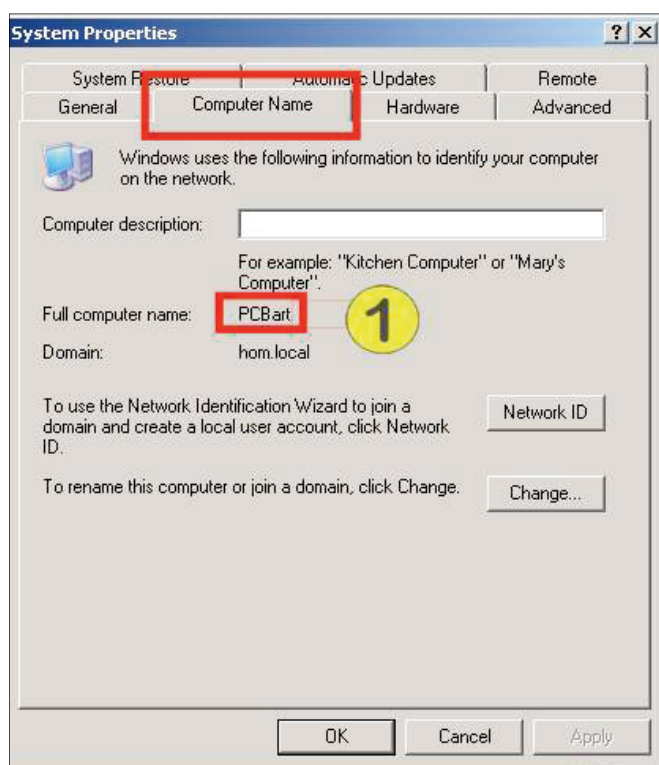 System Properties
System Restore Automatic Updates Remote
General Computer Name Hardware Advanced
Windows uses the following information to identify your computer
on the network.
Computer description:
For example: "Kitchen Computer" or "Mary's
Computer".
Full computer name: PCBart 1
Domain: hom.local
To use the Network Identification Wizard to join a
domain and create a local user account, click Network
ID.
Network ID
To rename this computer or join a domain, click Change.
Change...
OK Cancel Apply